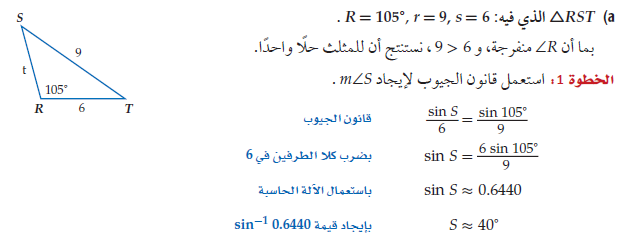 a) △RST الذي فيه: R = 105°, r = 9, s = 6 .
بما أن ∠R منفرجة، و 6 < 9 ، نستنتج أن للمثلث حلًا واحدًا.
الخطوة 1: استعمل قانون الجيوب لإيجاد m∠S .
sin S / 6 = sin 105° / 9 قانون الجيوب
sin S = 6 sin 105° / 9 بضرب كلا الطرفين في 6
sin S ≈ 0.6440 باستعمال الآلة الحاسبة
S ≈ 40° بإيجاد قيمة sin⁻¹ 0.6440
S
9
t
105°
R 6 T